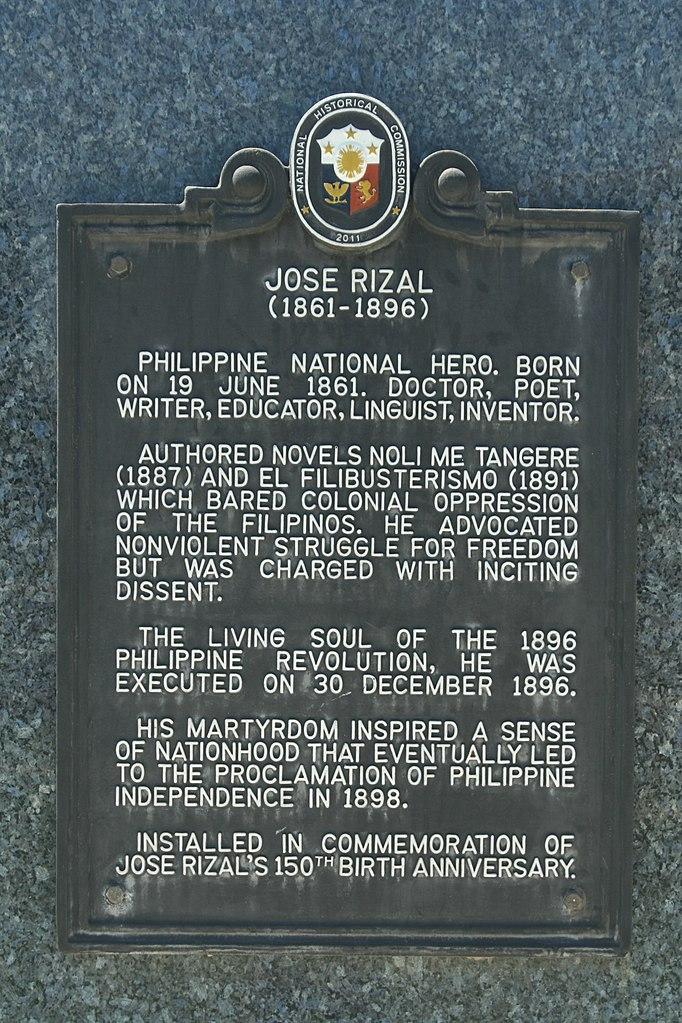 NATIONAL HISTORICAL COMMISSION
2011
JOSE RIZAL
(1861-1896)
PHILIPPINE NATIONAL HERO. BORN
ON 19 JUNE 1861. DOCTOR, POET,
WRITER, EDUCATOR, LINGUIST, INVENTOR.
AUTHORED NOVELS NOLI ME TANGERE
(1887) AND EL FILIBUSTERISMO (1891)
WHICH BARED COLONIAL OPPRESSION
OF THE FILIPINOS. HE ADVOCATED
NONVIOLENT STRUGGLE FOR FREEDOM
BUT WAS CHARGED WITH INCITING
DISSENT.
THE LIVING SOUL OF THE 1896
PHILIPPINE REVOLUTION, HE WAS
EXECUTED ON 30 DECEMBER 1896.
HIS MARTYRDOM INSPIRED A SENSE
OF NATIONHOOD THAT EVENTUALLY LED
TO THE PROCLAMATION OF PHILIPPINE
INDEPENDENCE IN 1898.
INSTALLED IN COMMEMORATION OF
JOSE RIZAL'S 150TH BIRTH ANNIVERSARY.